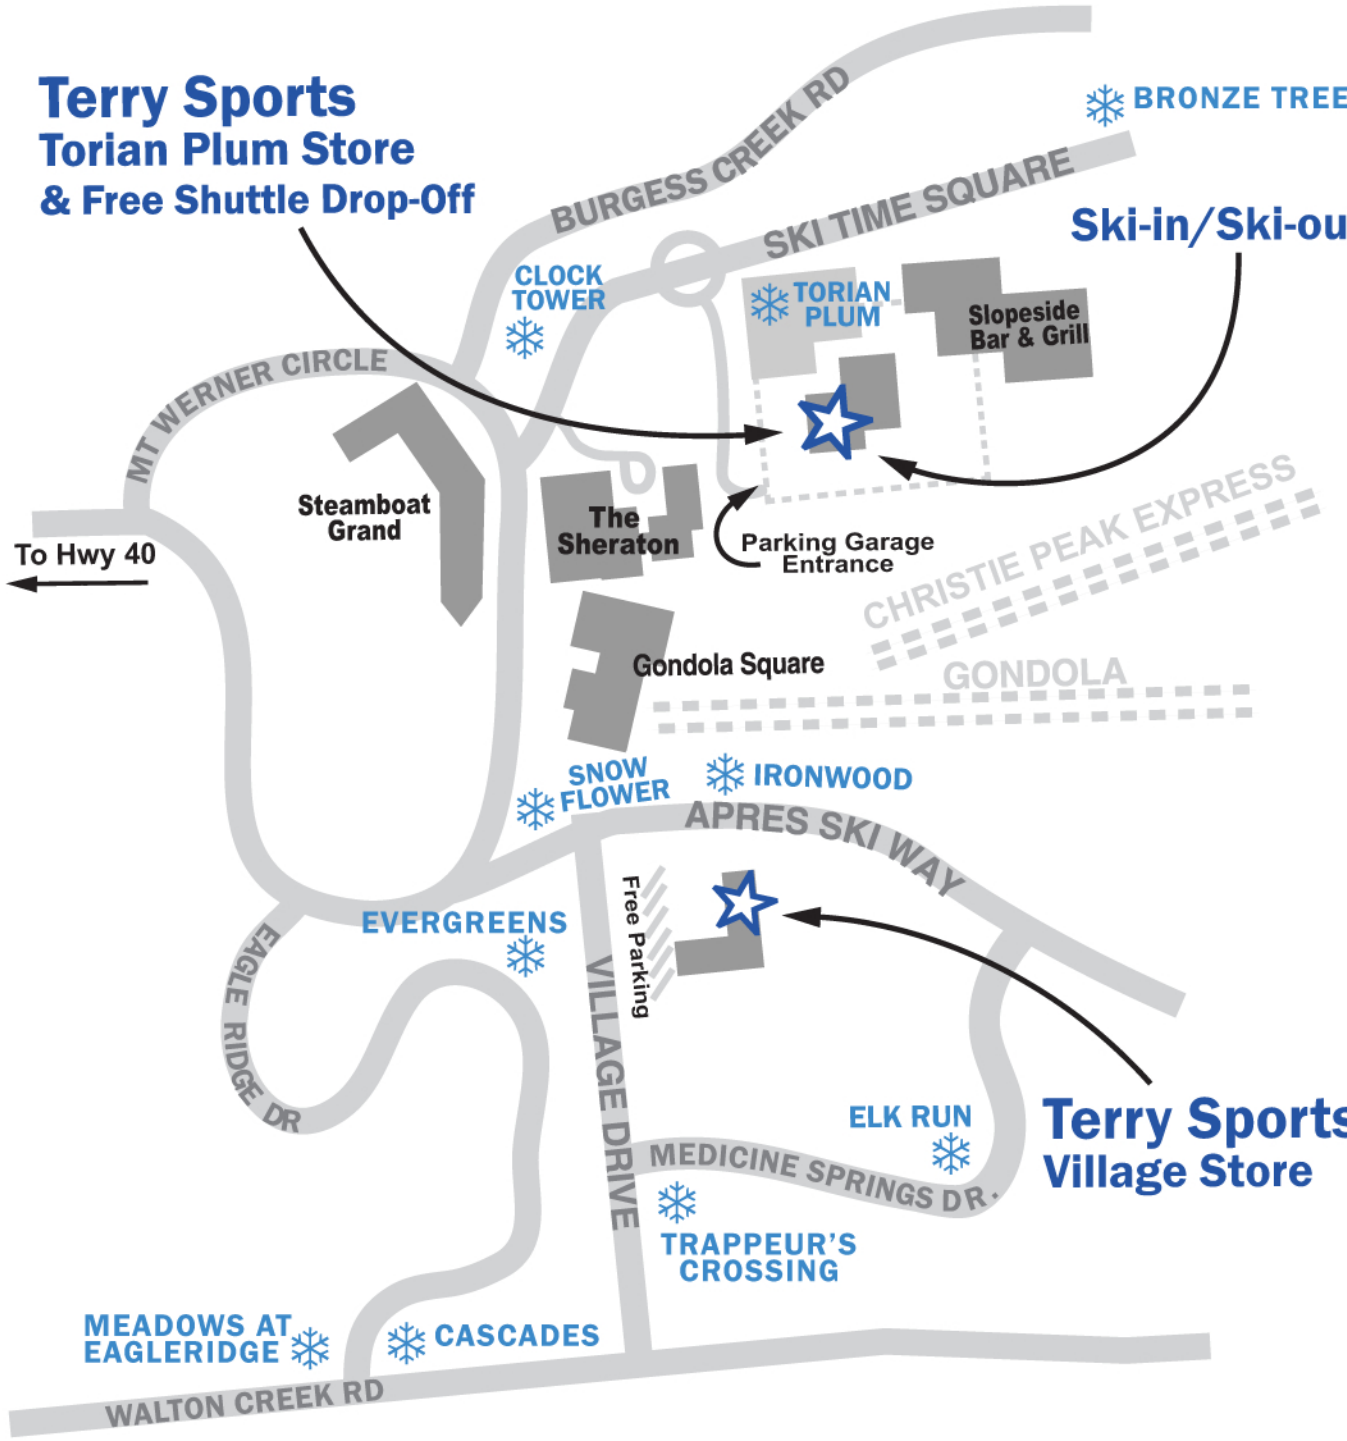 Terry Sports
Torian Plum Store
& Free Shuttle Drop-Off
BURGESS CREEK RD
BRONZE TREE
SKI TIME SQUARE
Ski-in/Ski-ou
CLOCK
TOWER
TORIAN
PLUM
Slopeside
Bar & Grill
MT WERNER CIRCLE
Steamboat
Grand
The
Sheraton
To Hwy 40
Parking Garage
Entrance
CHRISTIE PEAK EXPRESS
Gondola Square
GONDOLA
SNOW
FLOWER
IRONWOOD
APRES SKI WAY
Free Parking
EVERGREENS
EAGLE RIDGE DR
VILLAGE DRIVE
ELK RUN
MEDICINE SPRINGS DR.
Terry Sports
Village Store
TRAPPEUR'S
CROSSING
MEADOWS AT
EAGLERIDGE
CASCADES
WALTON CREEK RD